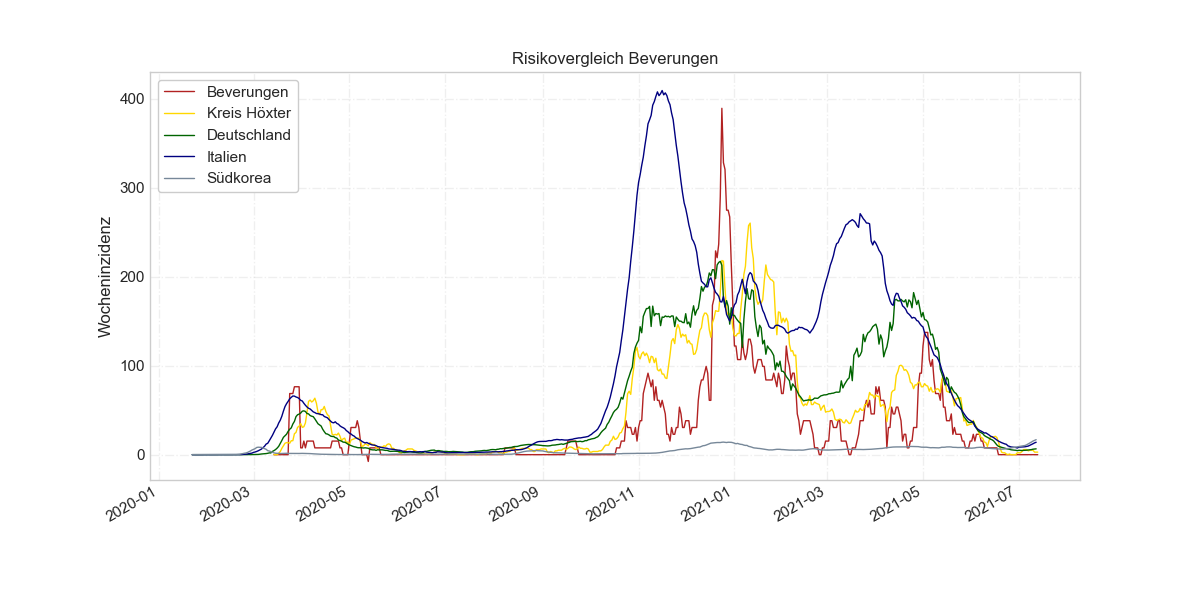 Risikovergleich Beverungen
Wocheninzidenz
400
300
200
100
0
Beverungen
Kreis Höxter
Deutschland
Italien
Südkorea
2020-01
2020-03
2020-05
2020-07
2020-09
2020-11
2021-01
2021-03
2021-05
2021-07